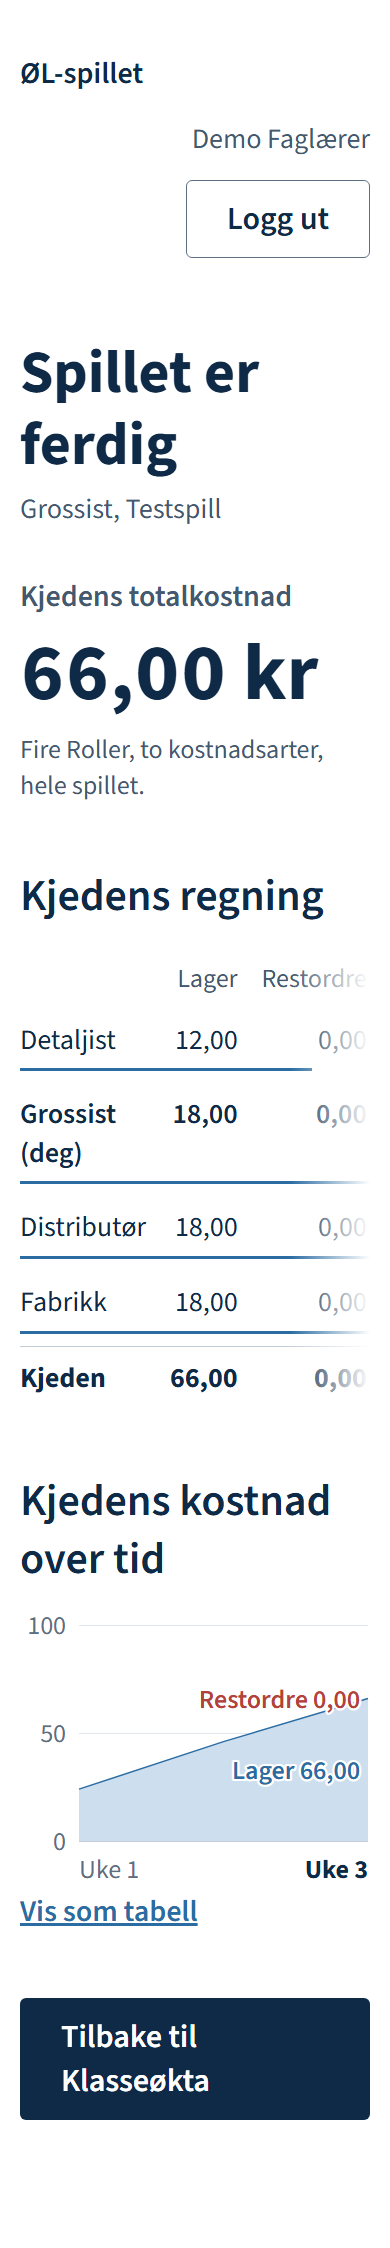 ØL-spillet
Demo Faglærer
Logg ut
Spillet er
ferdig
Grossist, Testspill
Kjedens totalkostnad
66,00 kr
Fire Roller, to kostnadsarter,
hele spillet.
Kjedens regning
Lager Restordre
Detaljist 12,00 0,00
Grossist 18,00 0,00
(deg)
Distributør 18,00 0,00
Fabrikk 18,00 0,00
Kjeden 66,00 0,00
Kjedens kostnad
over tid
100
Restordre 0,00
50
Lager 66,00
0
Uke 1 Uke 3
Vis som tabell
Tilbake til
Klasseøkta